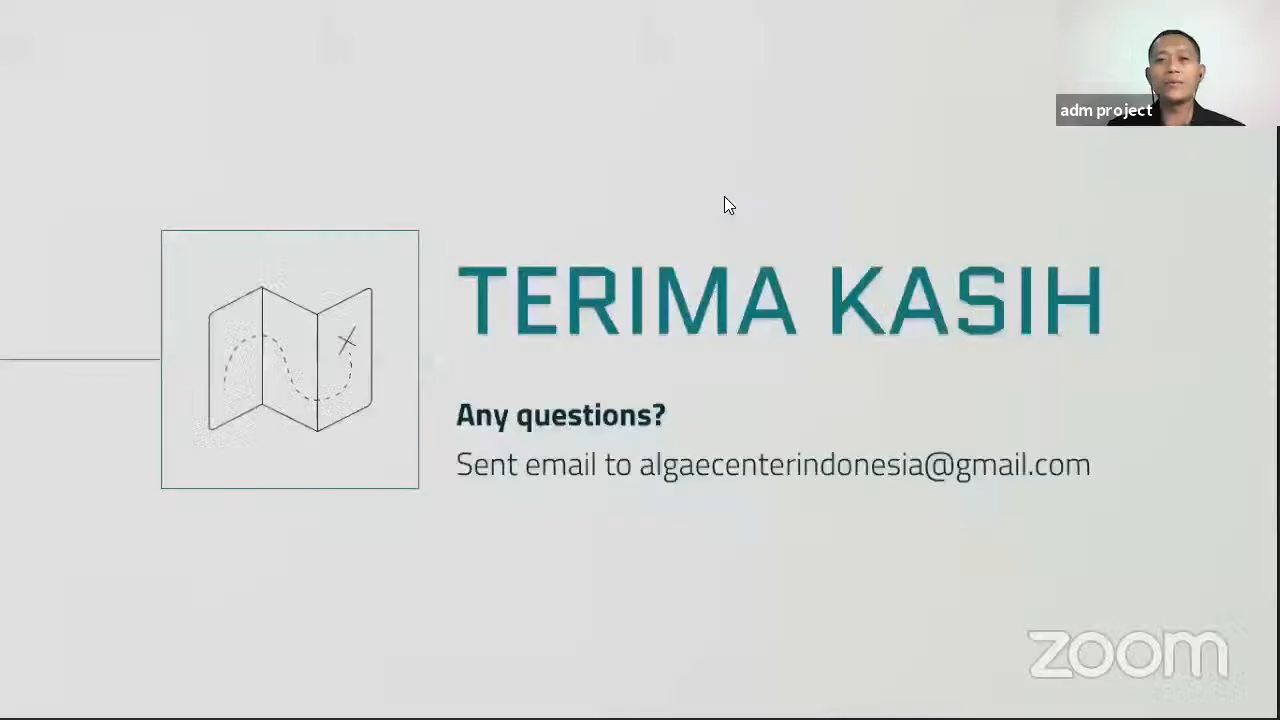 adm project
TERIMA KASIH
Any questions?
Sent email to algaecenterindonesia@gmail.com
zoom